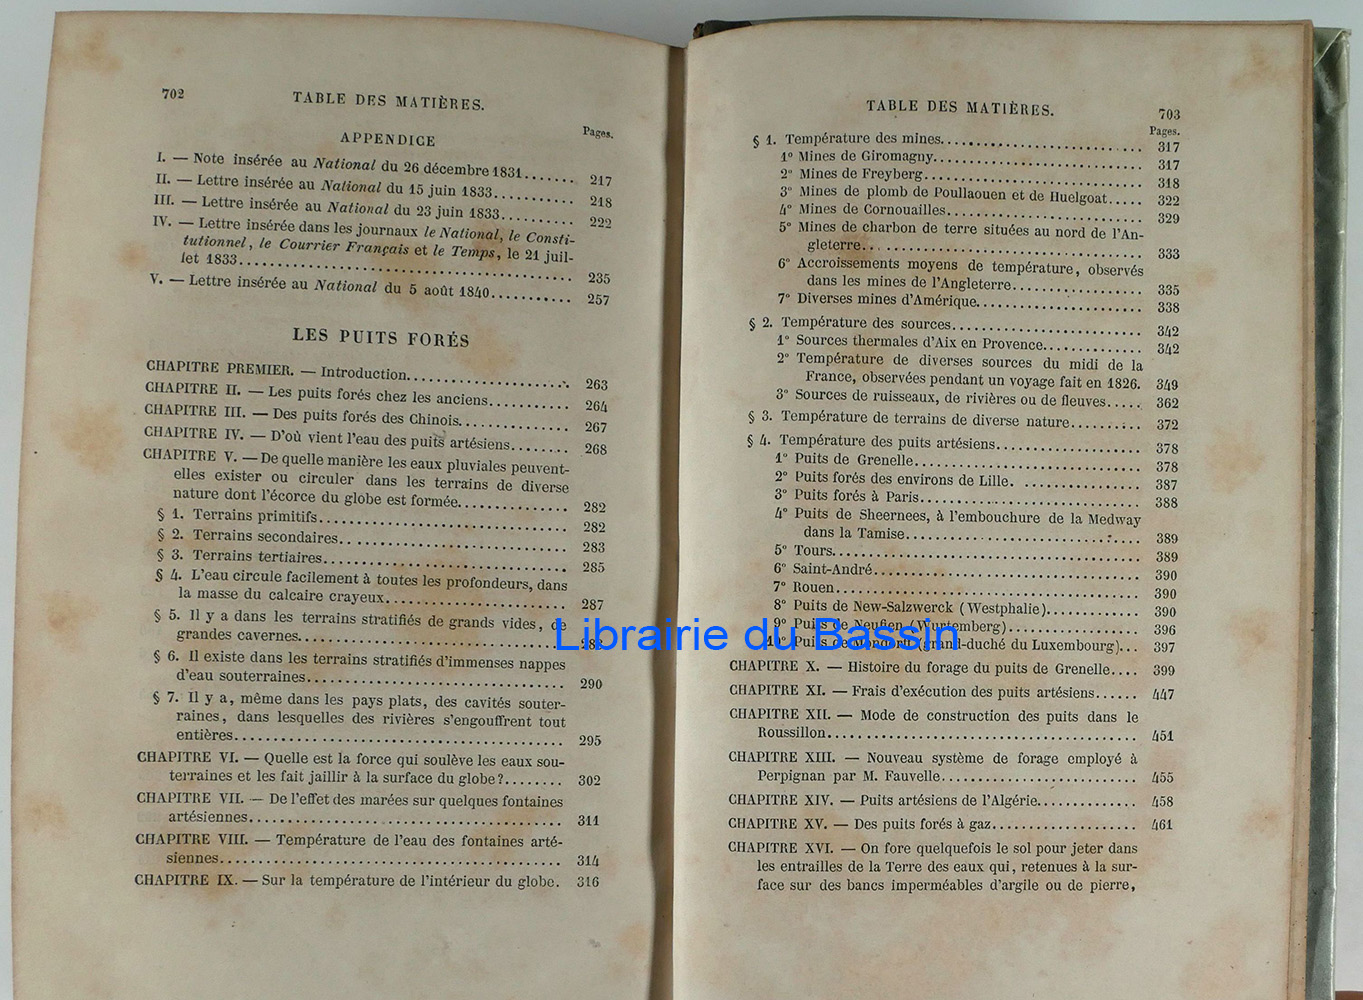 702
TABLE DES MATIÈRES.
Pages.
APPENDICE
I. — Note insérée au National du 26 décembre 1831....... 217
II. — Lettre insérée au National du 15 juin 1833........... 218
III. — Lettre insérée au National du 23 juin 1833.......... 222
IV. — Lettre insérée dans les journaux le National, le Consti-
tutionnel, le Courrier Français et le Temps, le 21 juil-
let 1833............................................ 235
V. — Lettre insérée au National du 5 août 1840........... 257
LES PUITS FORÉS
CHAPITRE PREMIER. — Introduction.................... 263
CHAPITRE II. — Les puits forés chez les anciens........... 264
CHAPITRE III. — Des puits forés des Chinois.............. 267
CHAPITRE IV. — D'où vient l'eau des puits artésiens........ 268
CHAPITRE V. — De quelle manière les eaux pluviales peuvent-
elles exister ou circuler dans les terrains de diverse
nature dont l'écorce du globe est formée.............. 282
§ 1. Terrains primitifs................................ 282
§ 2. Terrains secondaires.............................. 283
§ 3. Terrains tertiaires................................ 285
§ 4. L'eau circule facilement à toutes les profondeurs, dans
la masse du calcaire crayeux....................... 287
§ 5. Il y a dans les terrains stratifiés de grands vides, de
grandes cavernes..................................
§ 6. Il existe dans les terrains stratifiés d'immenses nappes
d'eau souterraines................................ 290
§ 7. Il y a, même dans les pays plats, des cavités souter-
raines, dans lesquelles des rivières s'engouffrent tout
entières.......................................... 295
CHAPITRE VI. — Quelle est la force qui soulève les eaux sou-
terraines et les fait jaillir à la surface du globe?........ 302
CHAPITRE VII. — De l'effet des marées sur quelques fontaines
artésiennes......................................... 311
CHAPITRE VIII. — Température de l'eau des fontaines arté-
siennes............................................ 314
CHAPITRE IX. — Sur la température de l'intérieur du globe. 316
TABLE DES MATIÈRES.
703
Pages.
§ 1. Température des mines.......................... 317
1° Mines de Giromagny........................... 317
2° Mines de Freyberg............................ 318
3° Mines de plomb de Poullaouen et de Huelgoat..... 322
4° Mines de Cornouailles......................... 329
5° Mines de charbon de terre situées au nord de l'An-
gleterre...................................... 333
6° Accroissements moyens de température, observés
dans les mines de l'Angleterre................. 335
7° Diverses mines d'Amérique..................... 338
§ 2. Température des sources........................ 342
1° Sources thermales d'Aix en Provence............. 342
2° Température de diverses sources du midi de la
France, observées pendant un voyage fait en 1826. 349
3° Sources de ruisseaux, de rivières ou de fleuves..... 362
§ 3. Température de terrains de diverse nature.......... 372
§ 4. Température des puits artésiens................... 378
1° Puits de Grenelle............................. 378
2° Puits forés des environs de Lille. ............... 387
3° Puits forés à Paris............................ 388
4° Puits de Sheernees, à l'embouchure de la Medway
dans la Tamise............................... 389
5° Tours....................................... 389
6° Saint-André.................................. 390
7° Rouen....................................... 390
8° Puits de New-Salzwerck (Westphalie)............ 390
9° Puits de Neuffen (Wurtemberg)................. 396
10° Puits de Mondorff (grand-duché du Luxembourg)... 397
CHAPITRE X. — Histoire du forage du puits de Grenelle.... 399
CHAPITRE XI. — Frais d'exécution des puits artésiens...... 447
CHAPITRE XII. — Mode de construction des puits dans le
Roussillon......................................... 451
CHAPITRE XIII. — Nouveau système de forage employé à
Perpignan par M. Fauvelle.......................... 455
CHAPITRE XIV. — Puits artésiens de l'Algérie............. 458
CHAPITRE XV. — Des puits forés à gaz.................. 461
CHAPITRE XVI. — On fore quelquefois le sol pour jeter dans
les entrailles de la Terre des eaux qui, retenues à la sur-
face sur des bancs imperméables d'argile ou de pierre,
Librairie du Bassin